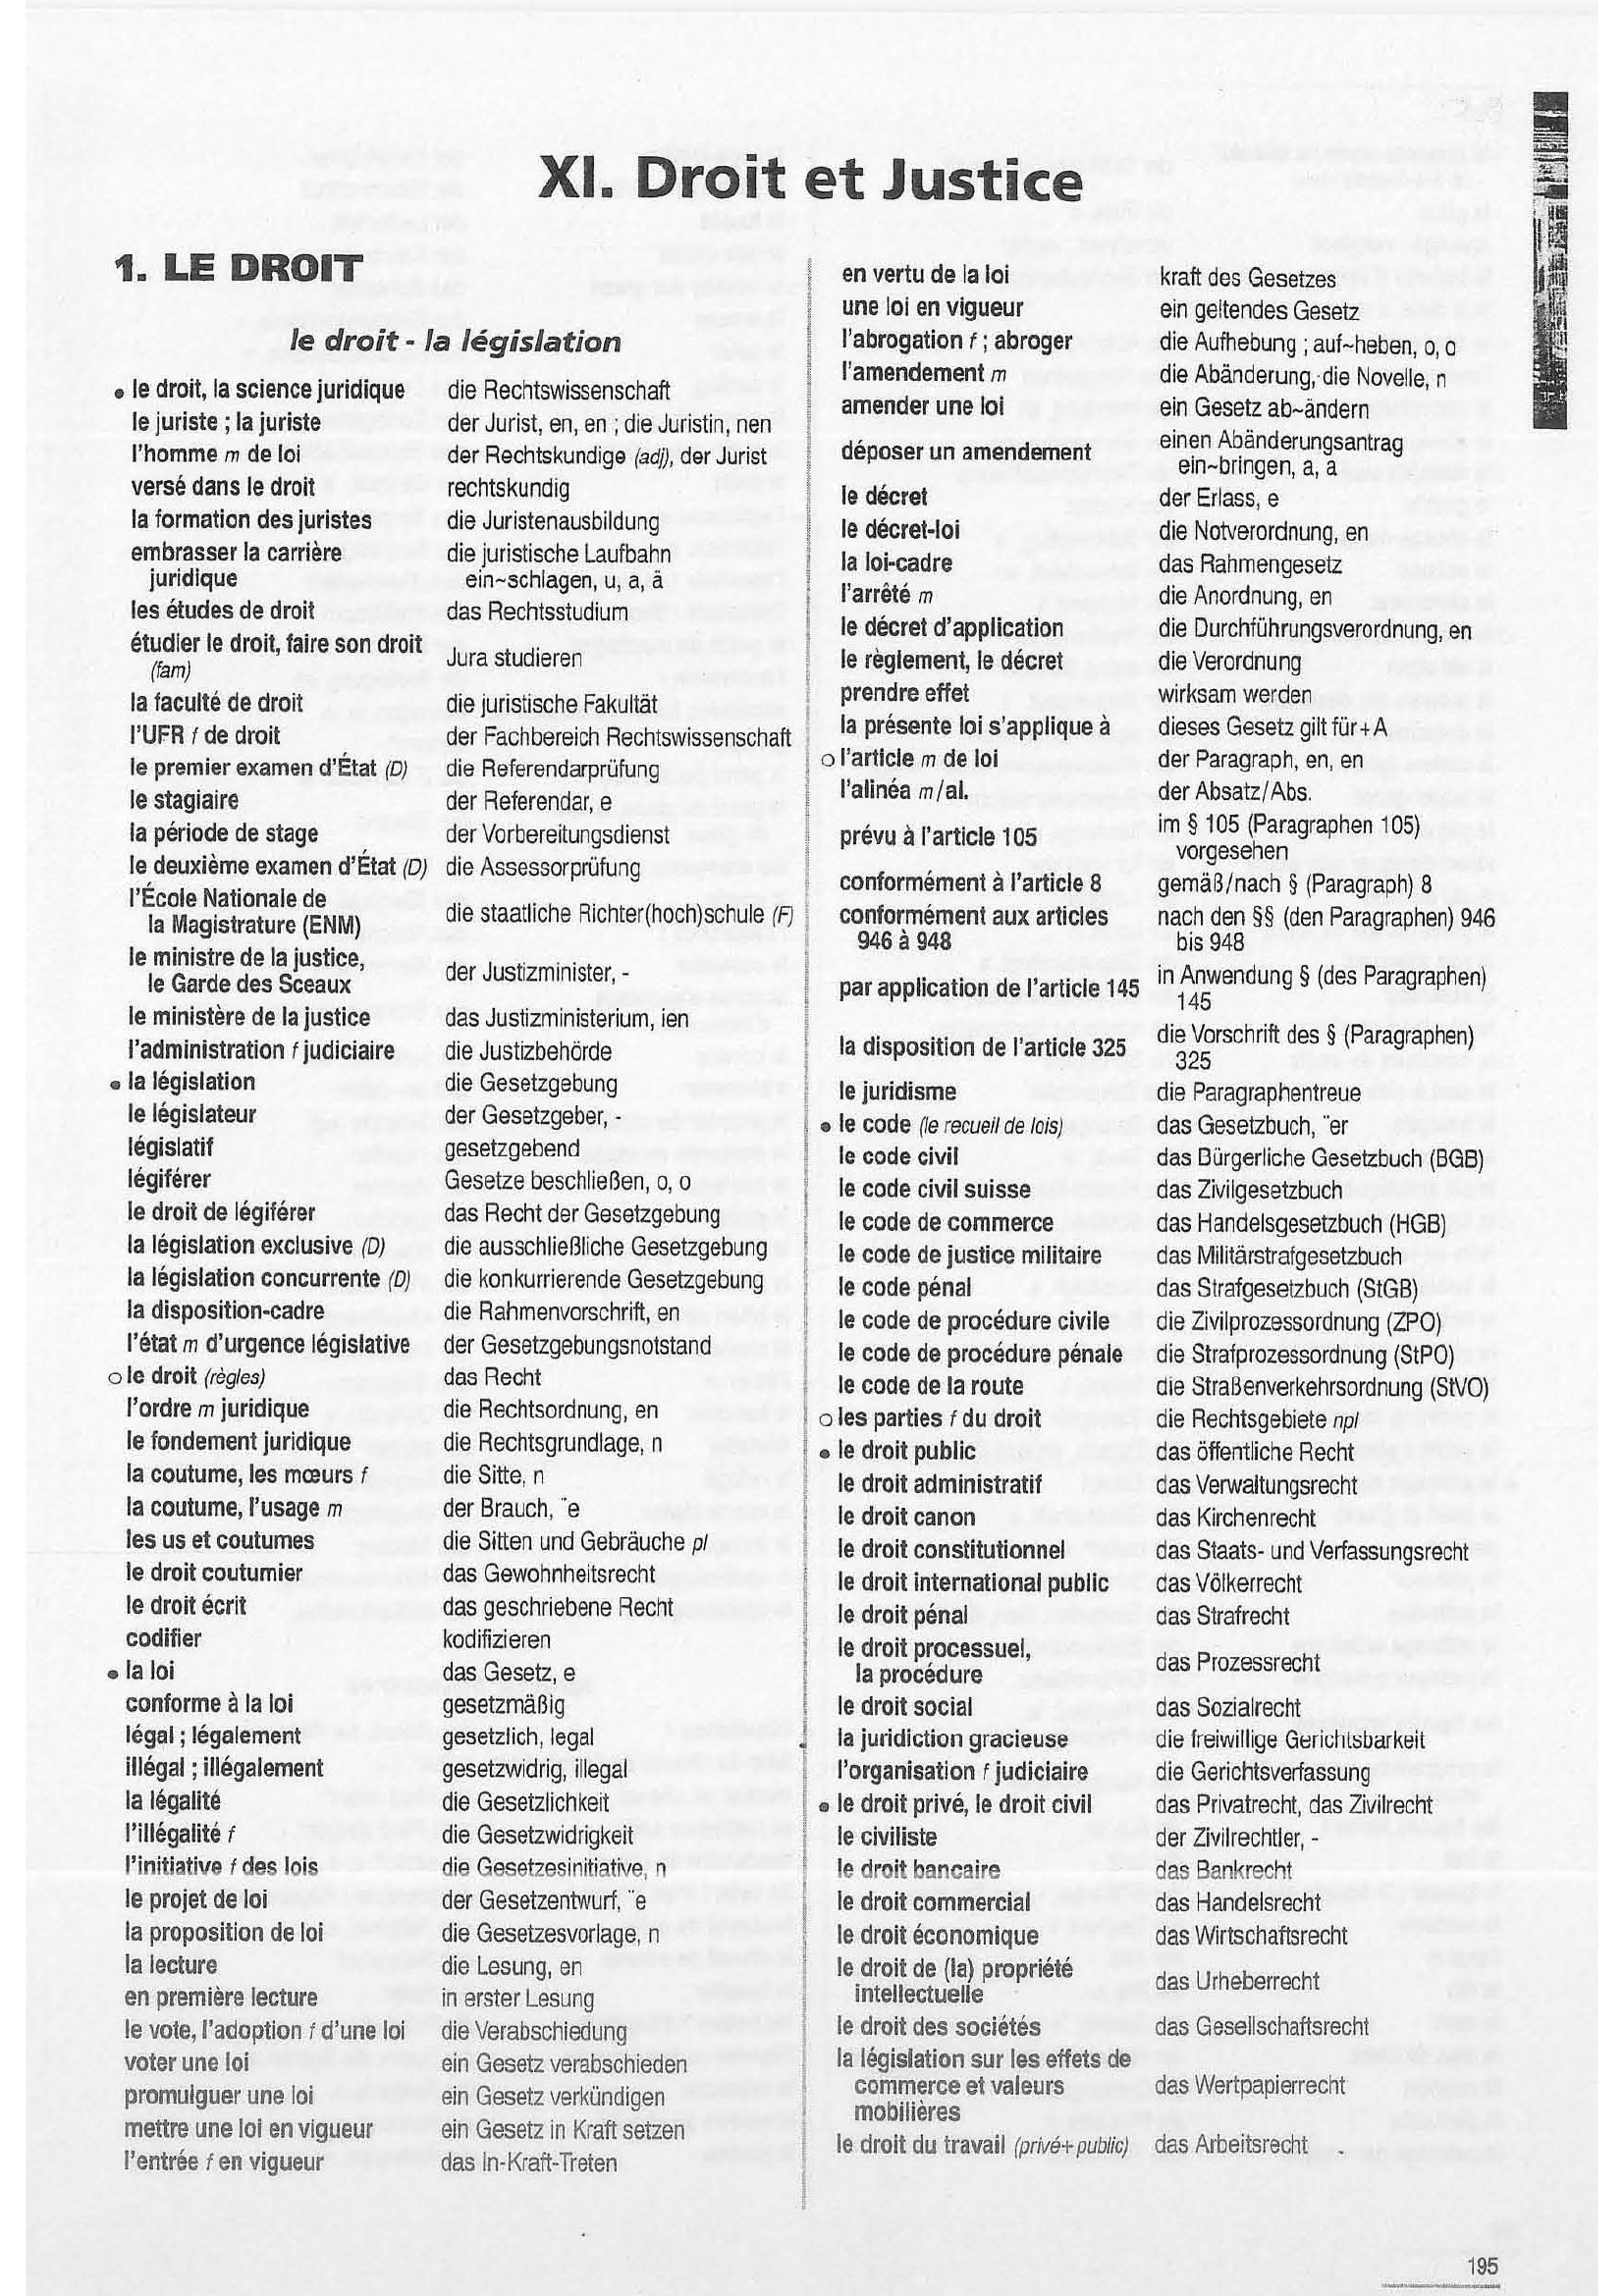 XI. Droit et Justice
1. LE DROIT
le droit - la législation
• le droit, la science juridique die Rechtswissenschaft
le juriste ; la juriste der Jurist, en, en ; die Juristin, nen
l'homme m de loi der Rechtskundige (adj), der Jurist
versé dans le droit rechtskundig
la formation des juristes die Juristenausbildung
embrasser la carrière die juristische Laufbahn
juridique ein~schlagen, u, a, ä
les études de droit das Rechtsstudium
étudier le droit, faire son droit
(fam) Jura studieren
la faculté de droit die juristische Fakultät
l'UFR f de droit der Fachbereich Rechtswissenschaft
le premier examen d'État (D) die Referendarprüfung
le stagiaire der Referendar, e
la période de stage der Vorbereitungsdienst
le deuxième examen d'État (D) die Assessorprüfung
l'École Nationale de
la Magistrature (ENM) die staatliche Richter(hoch)schule (F)
le ministre de la justice,
le Garde des Sceaux der Justizminister, -
le ministère de la justice das Justizministerium, ien
l'administration f judiciaire die Justizbehörde
• la législation die Gesetzgebung
le législateur der Gesetzgeber, -
législatif gesetzgebend
légiférer Gesetze beschließen, o, o
le droit de légiférer das Recht der Gesetzgebung
la législation exclusive (D) die ausschließliche Gesetzgebung
la législation concurrente (D) die konkurrierende Gesetzgebung
la disposition-cadre die Rahmenvorschrift, en
l'état m d'urgence législative der Gesetzgebungsnotstand
o le droit (règles) das Recht
l'ordre m juridique die Rechtsordnung, en
le fondement juridique die Rechtsgrundlage, n
la coutume, les mœurs f die Sitte, n
la coutume, l'usage m der Brauch, ¨e
les us et coutumes die Sitten und Gebräuche pl
le droit coutumier das Gewohnheitsrecht
le droit écrit das geschriebene Recht
codifier kodifizieren
• la loi das Gesetz, e
conforme à la loi gesetzmäßig
légal ; légalement gesetzlich, legal
illégal ; illégalement gesetzwidrig, illegal
la légalité die Gesetzlichkeit
l'illégalité f die Gesetzwidrigkeit
l'initiative f des lois die Gesetzesinitiative, n
le projet de loi der Gesetzentwurf, ¨e
la proposition de loi die Gesetzesvorlage, n
la lecture die Lesung, en
en première lecture in erster Lesung
le vote, l'adoption f d'une loi die Verabschiedung
voter une loi ein Gesetz verabschieden
promulguer une loi ein Gesetz verkündigen
mettre une loi en vigueur ein Gesetz in Kraft setzen
l'entrée f en vigueur das In-Kraft-Treten
en vertu de la loi kraft des Gesetzes
une loi en vigueur ein geltendes Gesetz
l'abrogation f ; abroger die Aufhebung ; auf~heben, o, o
l'amendement m die Abänderung, die Novelle, n
amender une loi ein Gesetz ab~ändern
déposer un amendement einen Abänderungsantrag
ein~bringen, a, a
le décret der Erlass, e
le décret-loi die Notverordnung, en
la loi-cadre das Rahmengesetz
l'arrêté m die Anordnung, en
le décret d'application die Durchführungsverordnung, en
le règlement, le décret die Verordnung
prendre effet wirksam werden
la présente loi s'applique à dieses Gesetz gilt für+A
o l'article m de loi der Paragraph, en, en
l'alinéa m/al. der Absatz/Abs.
prévu à l'article 105 im § 105 (Paragraphen 105)
vorgesehen
conformément à l'article 8 gemäß/nach § (Paragraph) 8
conformément aux articles nach den §§ (den Paragraphen) 946
946 à 948 bis 948
par application de l'article 145 in Anwendung § (des Paragraphen)
145
la disposition de l'article 325 die Vorschrift des § (Paragraphen)
325
le juridisme die Paragraphentreue
• le code (le recueil de lois) das Gesetzbuch, ¨er
le code civil das Bürgerliche Gesetzbuch (BGB)
le code civil suisse das Zivilgesetzbuch
le code de commerce das Handelsgesetzbuch (HGB)
le code de justice militaire das Militärstrafgesetzbuch
le code pénal das Strafgesetzbuch (StGB)
le code de procédure civile die Zivilprozessordnung (ZPO)
le code de procédure pénale die Strafprozessordnung (StPO)
le code de la route die Straßenverkehrsordnung (StVO)
o les parties f du droit die Rechtsgebiete npl
• le droit public das öffentliche Recht
le droit administratif das Verwaltungsrecht
le droit canon das Kirchenrecht
le droit constitutionnel das Staats- und Verfassungsrecht
le droit international public das Völkerrecht
le droit pénal das Strafrecht
le droit processuel,
la procédure das Prozessrecht
le droit social das Sozialrecht
la juridiction gracieuse die freiwillige Gerichtsbarkeit
l'organisation f judiciaire die Gerichtsverfassung
• le droit privé, le droit civil das Privatrecht, das Zivilrecht
le civiliste der Zivilrechtler, -
le droit bancaire das Bankrecht
le droit commercial das Handelsrecht
le droit économique das Wirtschaftsrecht
le droit de (la) propriété
intellectuelle das Urheberrecht
le droit des sociétés das Gesellschaftsrecht
la législation sur les effets de
commerce et valeurs das Wertpapierrecht
mobilières
le droit du travail (privé+public) das Arbeitsrecht
195